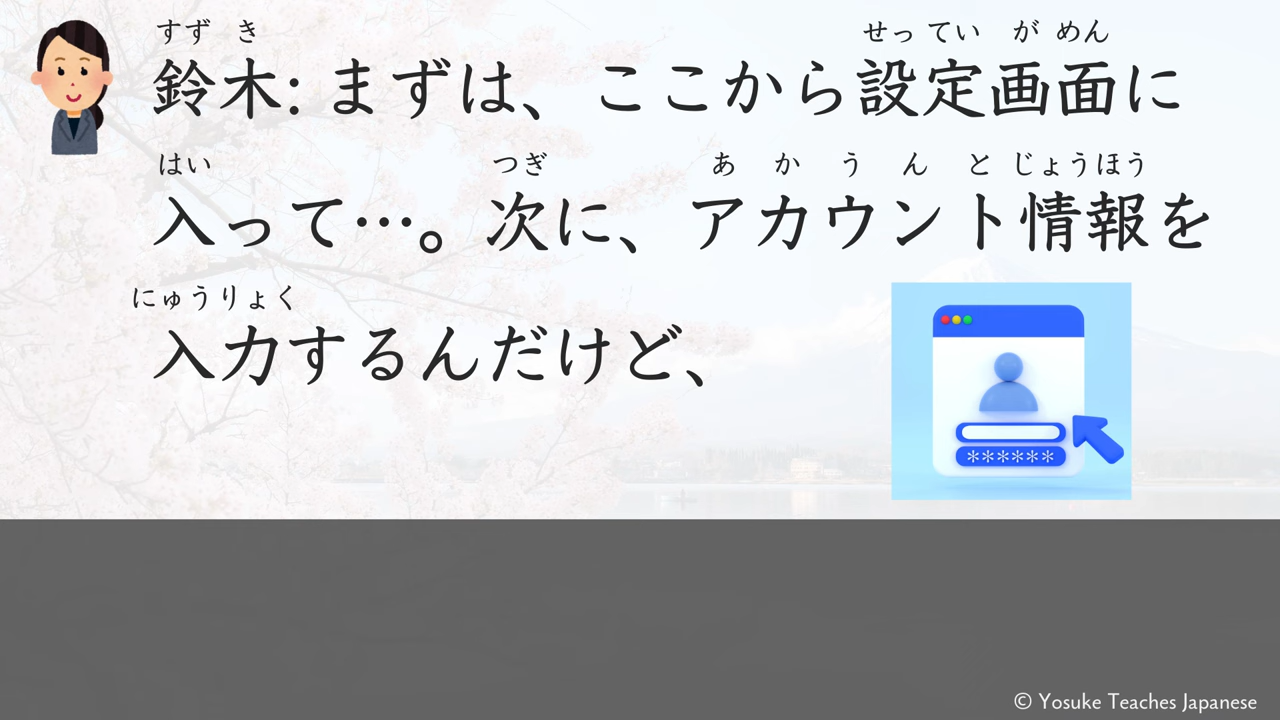 すずき せってい がめん
鈴木: まずは、ここから設定画面に
はい つぎ あかうんと じょうほう
入って…。次に、アカウント情報を
にゅうりょく
入力するんだけど、
******
© Yosuke Teaches Japanese